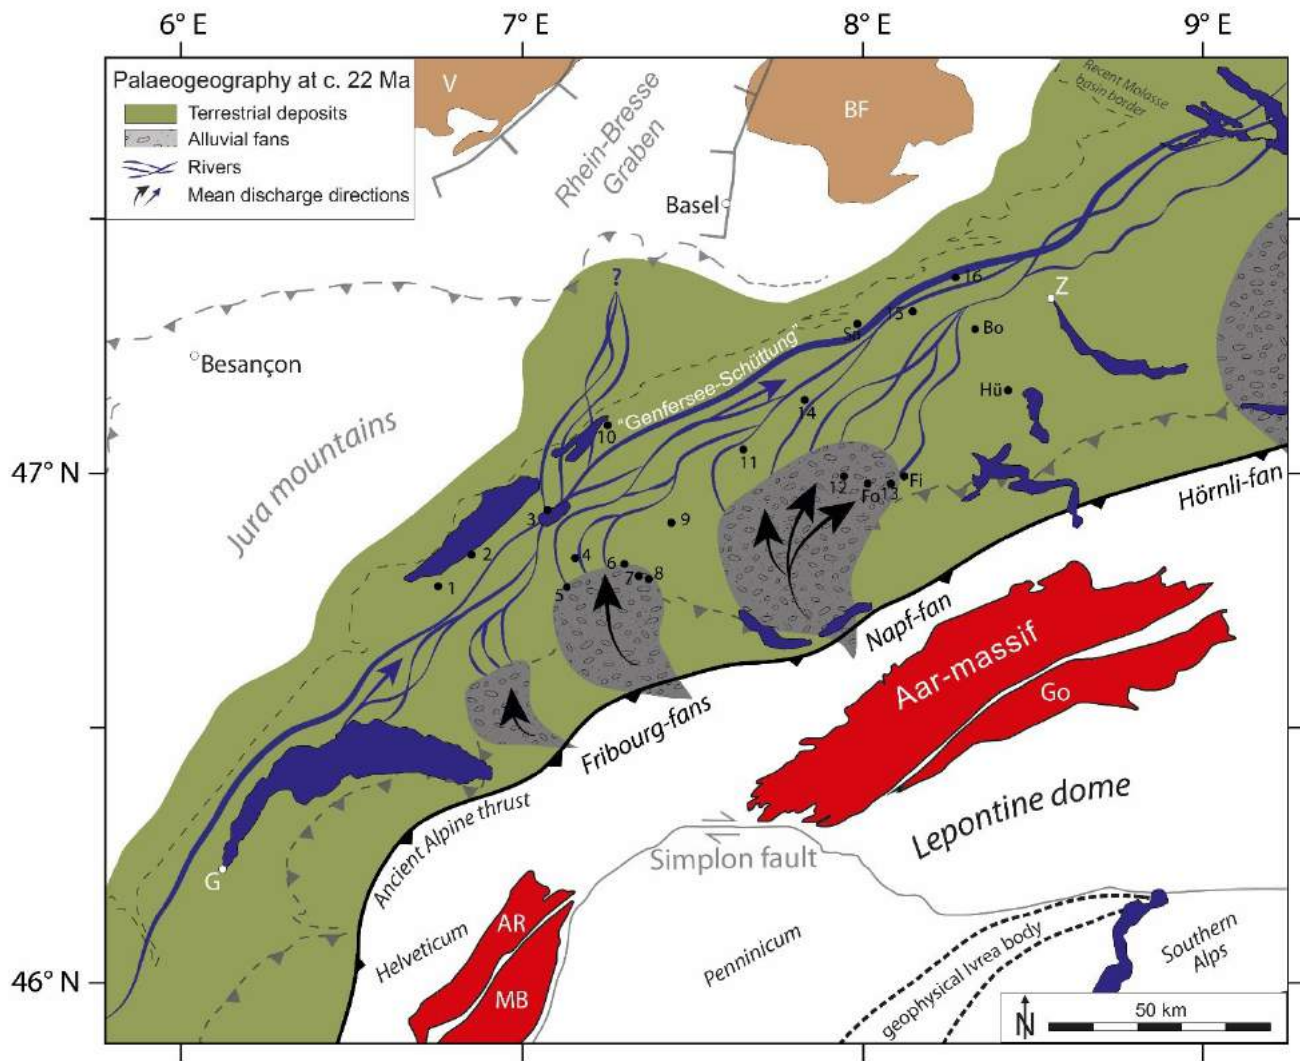 6° E
7° E
8° E
9° E
Palaeogeography at c. 22 Ma
Terrestrial deposits
Alluvial fans
Rivers
Mean discharge directions
V
Rhein-Bresse
Graben
BF
Recent Molasse
basin border
Basel
?
16
Z
15
Sa
Bo
Besançon
"Genfersee-Schüttung"
Hü
14
10
Jura mountains
47° N
11
12
Fo
13
Fi
Hörnli-fan
3
9
2
4
6
1
5
7
8
Napf-fan
Aar-massif
Go
Fribourg-fans
Ancient Alpine thrust
Lepontine dome
Simplon fault
G
AR
Helveticum
Penninicum
geophysical Ivrea body
Southern
Alps
46° N
MB
N
50 km